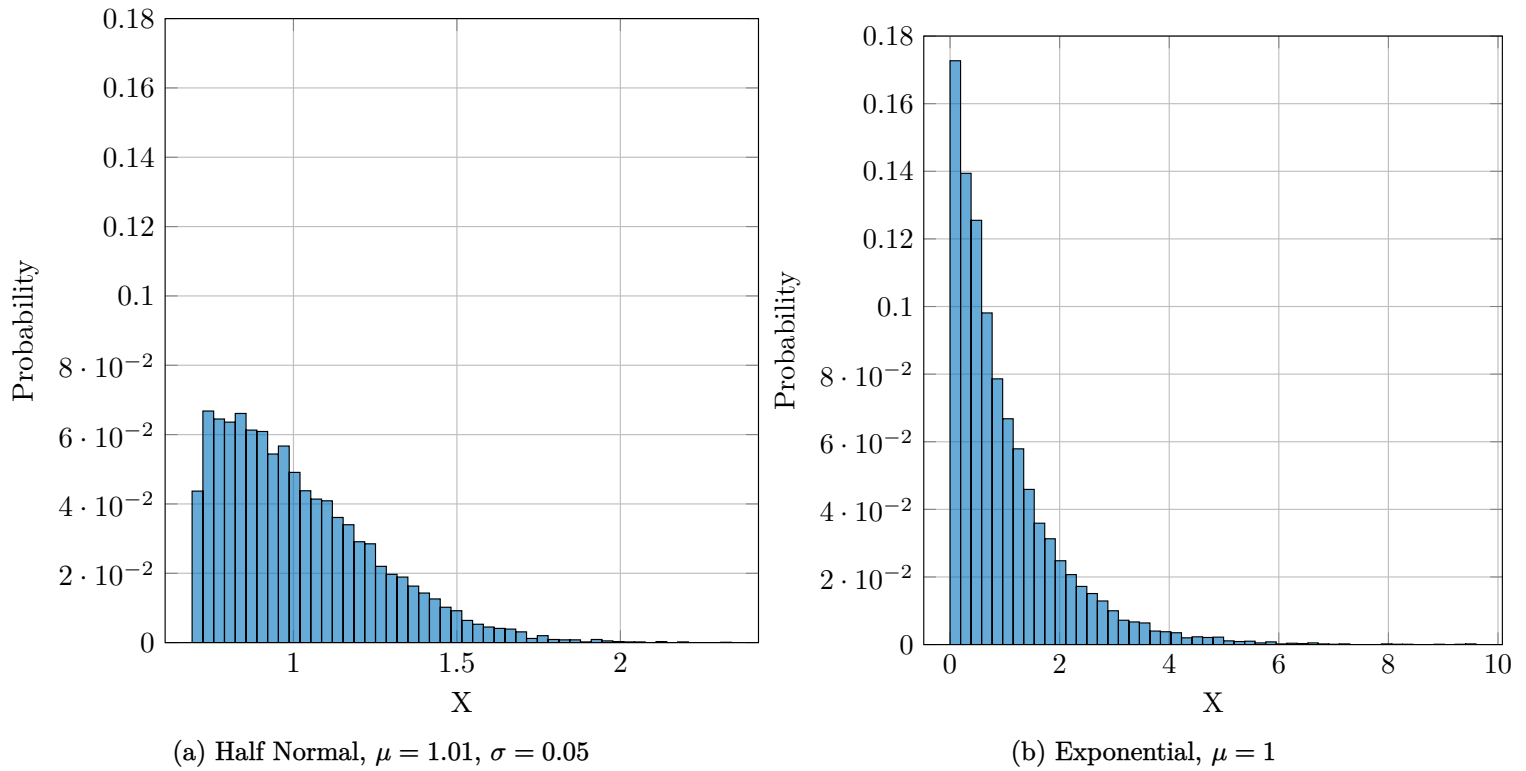 0.18
0.16
0.14
0.12
0.1
8 · 10⁻²
6 · 10⁻²
4 · 10⁻²
2 · 10⁻²
0
Probability
1
1.5
2
X
(a) Half Normal, μ = 1.01, σ = 0.05
0.18
0.16
0.14
0.12
0.1
8 · 10⁻²
6 · 10⁻²
4 · 10⁻²
2 · 10⁻²
0
Probability
0
2
4
6
8
10
X
(b) Exponential, μ = 1